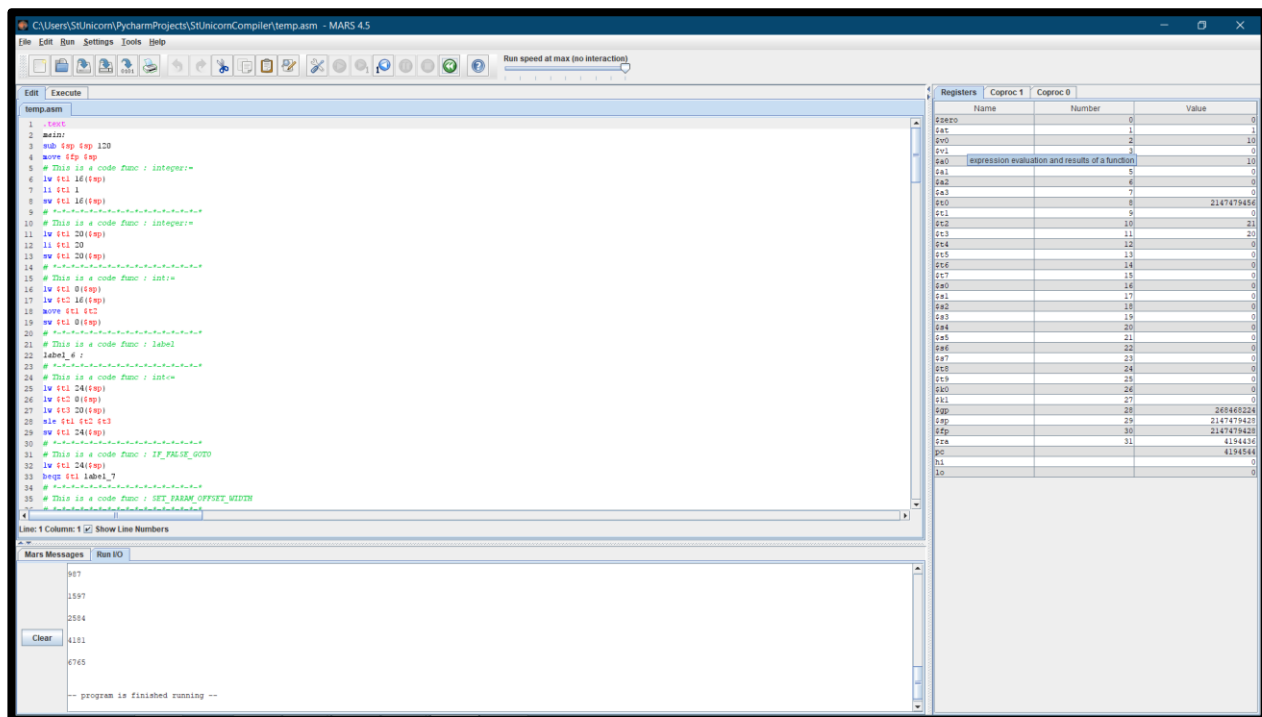 C:\Users\StUnicorn\PycharmProjects\StUnicornCompiler\temp.asm - MARS 4.5
File Edit Run Settings Tools Help
Run speed at max (no interaction)
Edit Execute
temp.asm
1 .text
2 main:
3 sub $sp $sp 120
4 move $fp $sp
5 # This is a code func : integer:=
6 lw $t1 16($sp)
7 li $t1 1
8 sw $t1 16($sp)
9 # *-*-*-*-*-*-*-*-*-*-*-*-*-*-*-*-*
10 # This is a code func : integer:=
11 lw $t1 20($sp)
12 li $t1 20
13 sw $t1 20($sp)
14 # *-*-*-*-*-*-*-*-*-*-*-*-*-*-*-*-*
15 # This is a code func : int:=
16 lw $t1 0($sp)
17 lw $t2 16($sp)
18 move $t1 $t2
19 sw $t1 0($sp)
20 # *-*-*-*-*-*-*-*-*-*-*-*-*-*-*-*-*
21 # This is a code func : label
22 label_6 :
23 # *-*-*-*-*-*-*-*-*-*-*-*-*-*-*-*-*
24 # This is a code func : int<=
25 lw $t1 24($sp)
26 lw $t2 0($sp)
27 lw $t3 20($sp)
28 sle $t1 $t2 $t3
29 sw $t1 24($sp)
30 # *-*-*-*-*-*-*-*-*-*-*-*-*-*-*-*-*
31 # This is a code func : IF_FALSE_GOTO
32 lw $t1 24($sp)
33 beqz $t1 label_7
34 # *-*-*-*-*-*-*-*-*-*-*-*-*-*-*-*-*
35 # This is a code func : SET_PARAM_OFFSET_WIDTH
Line: 1 Column: 1 Show Line Numbers
Mars Messages Run I/O
Clear
987
1597
2584
4181
6765
-- program is finished running --
Registers Coproc 1 Coproc 0
Name Number Value
$zero 0 0
$at 1 1
$v0 2 10
$v1 3 0
$a0 expression evaluation and results of a function 10
$a1 5 0
$a2 6 0
$a3 7 0
$t0 8 2147479456
$t1 9 0
$t2 10 21
$t3 11 20
$t4 12 0
$t5 13 0
$t6 14 0
$t7 15 0
$s0 16 0
$s1 17 0
$s2 18 0
$s3 19 0
$s4 20 0
$s5 21 0
$s6 22 0
$s7 23 0
$t8 24 0
$t9 25 0
$k0 26 0
$k1 27 0
$gp 28 268468224
$sp 29 2147479428
$fp 30 2147479428
$ra 31 4194436
pc 4194544
hi 0
lo 0